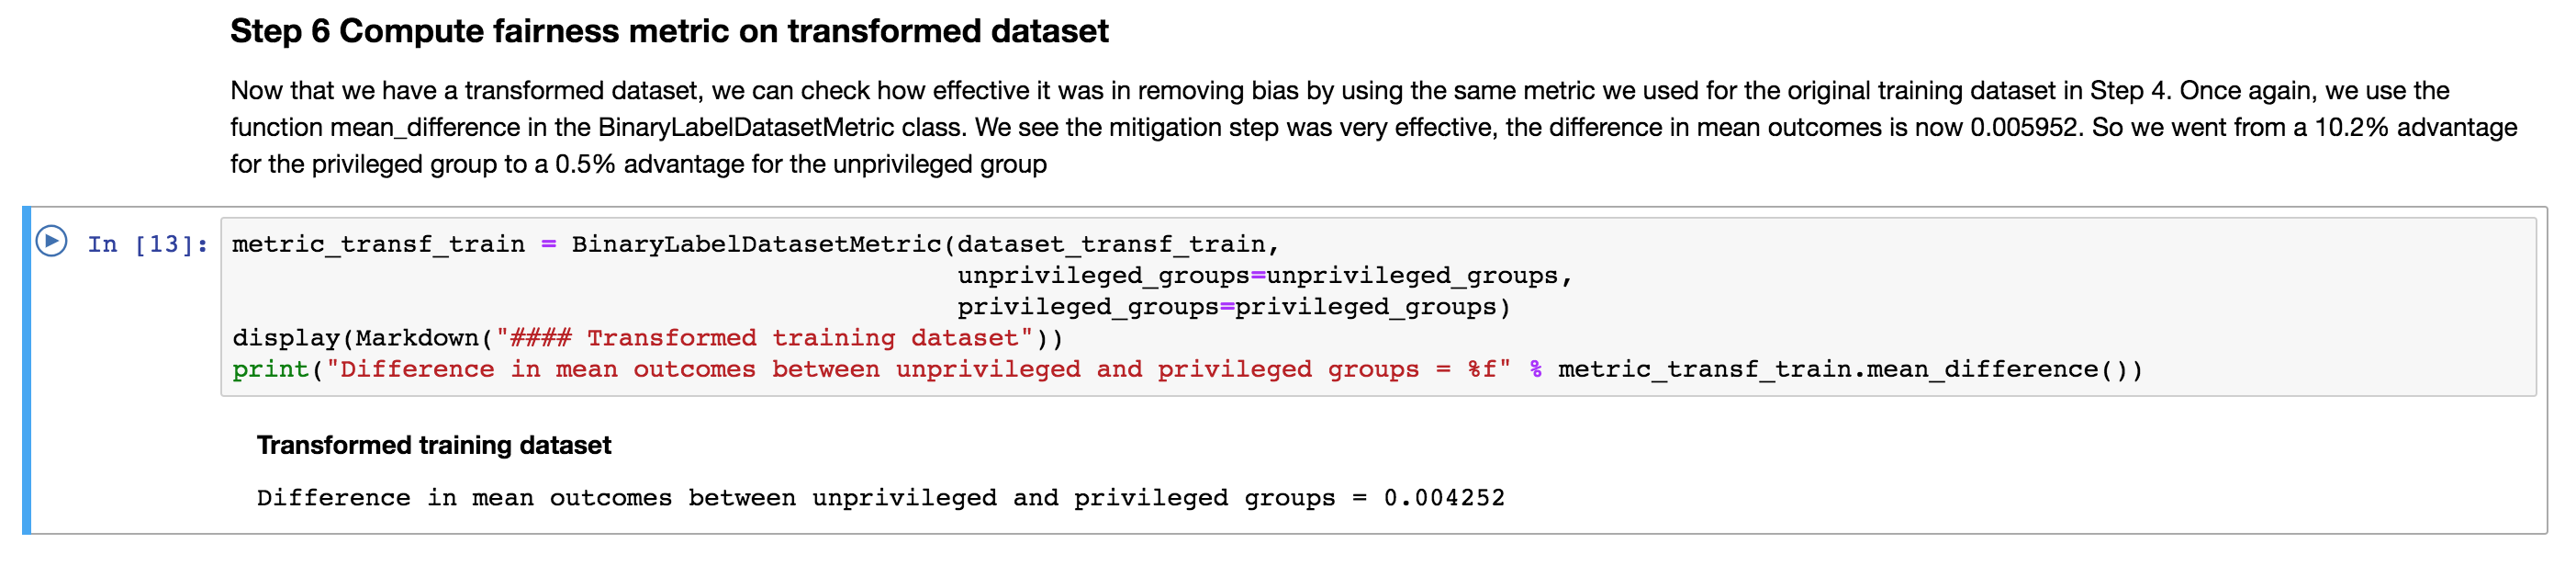 Step 6 Compute fairness metric on transformed dataset
Now that we have a transformed dataset, we can check how effective it was in removing bias by using the same metric we used for the original training dataset in Step 4. Once again, we use the
function mean_difference in the BinaryLabelDatasetMetric class. We see the mitigation step was very effective, the difference in mean outcomes is now 0.005952. So we went from a 10.2% advantage
for the privileged group to a 0.5% advantage for the unprivileged group
In [13]: metric_transf_train = BinaryLabelDatasetMetric(dataset_transf_train,
unprivileged_groups=unprivileged_groups,
privileged_groups=privileged_groups)
display(Markdown("#### Transformed training dataset"))
print("Difference in mean outcomes between unprivileged and privileged groups = %f" % metric_transf_train.mean_difference())
Transformed training dataset
Difference in mean outcomes between unprivileged and privileged groups = 0.004252